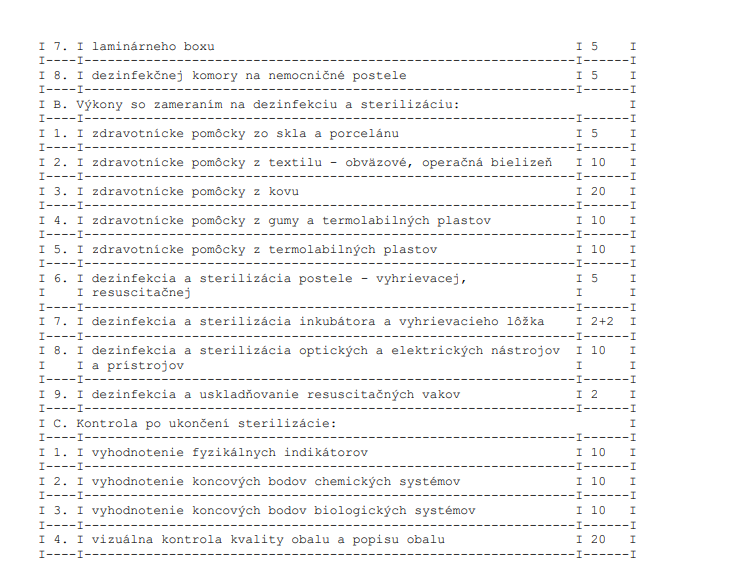 I 7. I laminárneho boxu I 5 I
I----I----------------------------------------------------------------I------I
I 8. I dezinfekčnej komory na nemocničné postele I 5 I
I----I----------------------------------------------------------------I------I
I B. Výkony so zameraním na dezinfekciu a sterilizáciu: I
I----I----------------------------------------------------------------I------I
I 1. I zdravotnícke pomôcky zo skla a porcelánu I 5 I
I----I----------------------------------------------------------------I------I
I 2. I zdravotnícke pomôcky z textilu - obväzové, operačná bielizeň I 10 I
I----I----------------------------------------------------------------I------I
I 3. I zdravotnícke pomôcky z kovu I 20 I
I----I----------------------------------------------------------------I------I
I 4. I zdravotnícke pomôcky z gumy a termolabilných plastov I 10 I
I----I----------------------------------------------------------------I------I
I 5. I zdravotnícke pomôcky z termolabilných plastov I 10 I
I----I----------------------------------------------------------------I------I
I 6. I dezinfekcia a sterilizácia postele - vyhrievacej, I 5 I
I I resuscitačnej I I
I----I----------------------------------------------------------------I------I
I 7. I dezinfekcia a sterilizácia inkubátora a vyhrievacieho lôžka I 2+2 I
I----I----------------------------------------------------------------I------I
I 8. I dezinfekcia a sterilizácia optických a elektrických nástrojov I 10 I
I I a prístrojov I I
I----I----------------------------------------------------------------I------I
I 9. I dezinfekcia a uskladňovanie resuscitačných vakov I 2 I
I----I----------------------------------------------------------------I------I
I C. Kontrola po ukončení sterilizácie: I
I----I----------------------------------------------------------------I------I
I 1. I vyhodnotenie fyzikálnych indikátorov I 10 I
I----I----------------------------------------------------------------I------I
I 2. I vyhodnotenie koncových bodov chemických systémov I 10 I
I----I----------------------------------------------------------------I------I
I 3. I vyhodnotenie koncových bodov biologických systémov I 10 I
I----I----------------------------------------------------------------I------I
I 4. I vizuálna kontrola kvality obalu a popisu obalu I 20 I
I----I----------------------------------------------------------------I------I